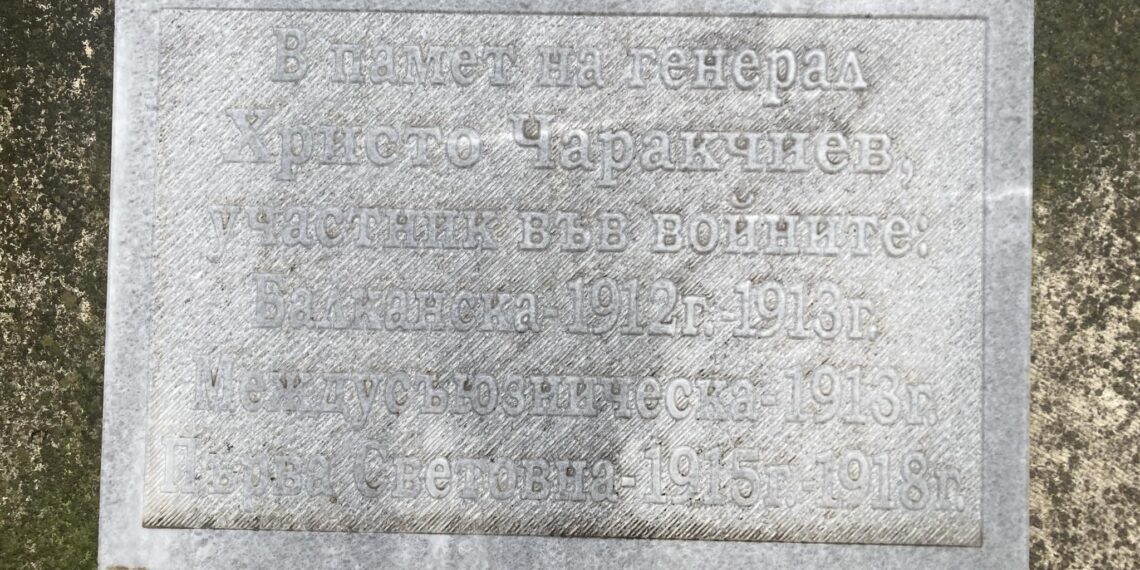 В памет на генерал
Христо Чаракчиев,
участник във войните:
Балканска-1912г.-1913г.
Междусъюзническа-1913г.
Първа Световна-1915г.-1918г.